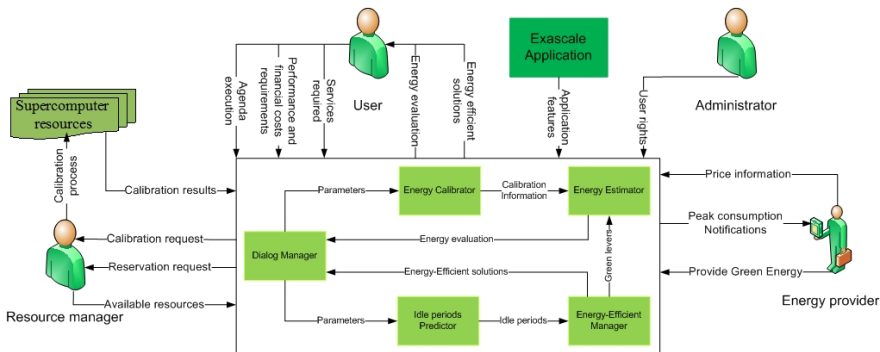 Exascale
Application
User
Administrator
Supercomputer
resources
Agenda
execution
Performance and
financial costs
requirements
Services
required
Energy evaluation
Energy efficient
solutions
Application
features
User rights
Calibration
process
Calibration results
Parameters
Energy Calibrator
Calibration
Information
Energy Estimator
Price information
Peak consumption
Notifications
Calibration request
Dialog Manager
Energy evaluation
Green levers
Reservation request
Energy-Efficient solutions
Provide Green Energy
Available resources
Resource manager
Parameters
Idle periods
Predictor
Idle periods
Energy-Efficient
Manager
Energy provider